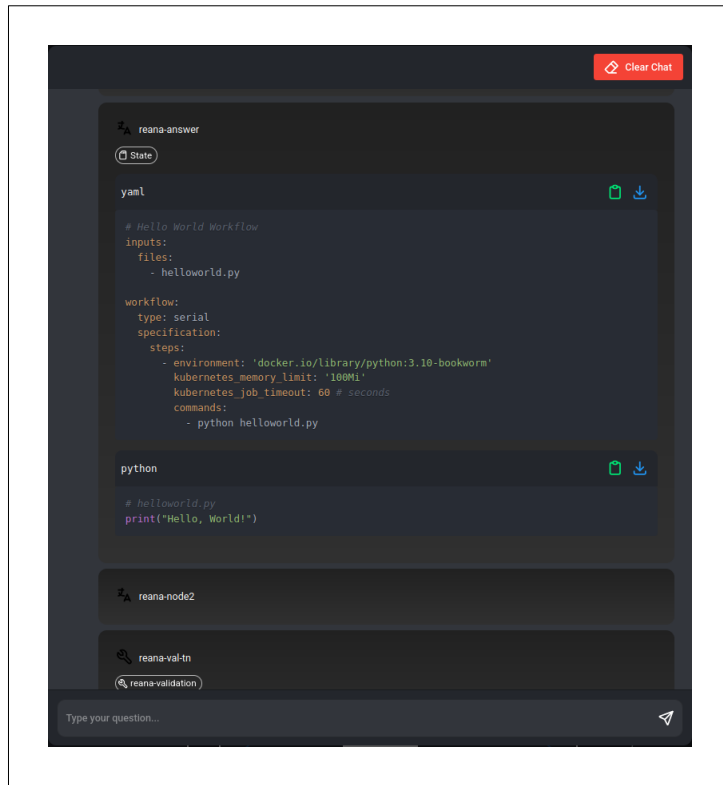 Clear Chat
reana-answer
State
yaml
# Hello World Workflow
inputs:
  files:
    - helloworld.py

workflow:
  type: serial
  specification:
    steps:
      - environment: 'docker.io/library/python:3.10-bookworm'
        kubernetes_memory_limit: '100Mi'
        kubernetes_job_timeout: 60 # seconds
        commands:
          - python helloworld.py
python
# helloworld.py
print("Hello, World!")
reana-node2
reana-val-tn
reana-validation
Type your question...